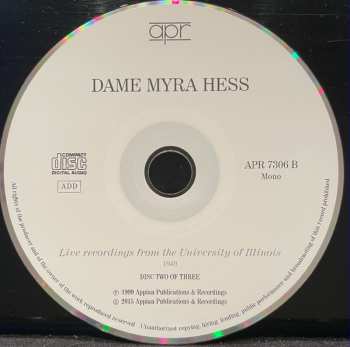 apr
DAME MYRA HESS
COMPACT
disc
DIGITAL AUDIO
ADD
APR 7306 B
Mono
Live recordings from the University of Illinois
1949
DISC TWO OF THREE
℗ 1999 Appian Publications & Recordings
© 2015 Appian Publications & Recordings
All rights of the producer and of the owner of the work reproduced reserved. Unauthorised copying, hiring, lending, public performance and broadcasting of this record prohibited